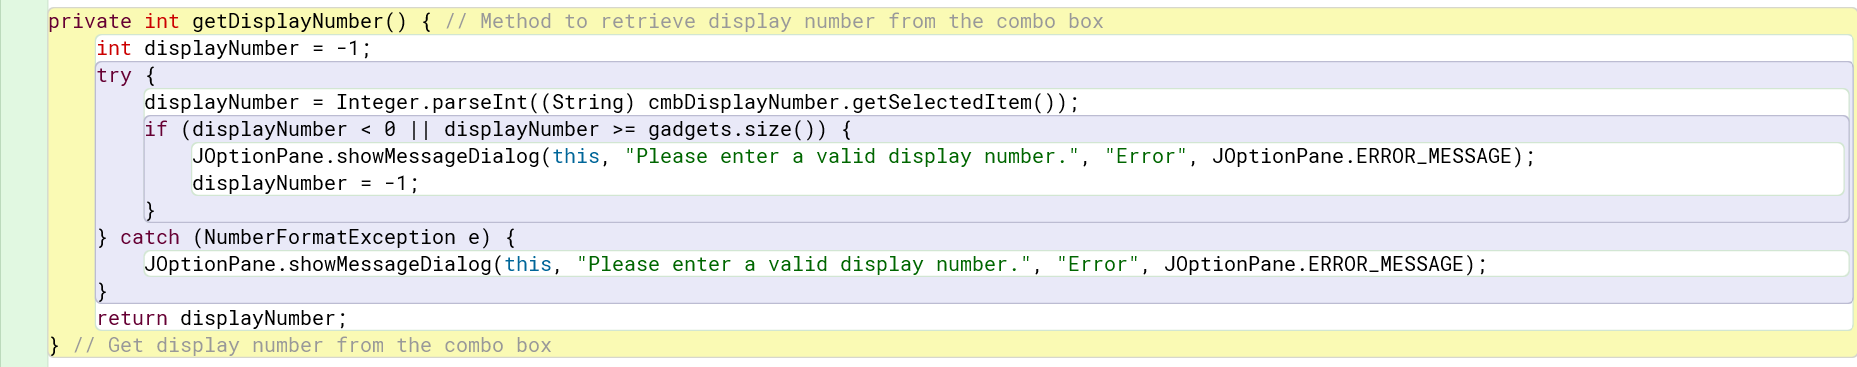 private int getDisplayNumber() { // Method to retrieve display number from the combo box
int displayNumber = -1;
try {
displayNumber = Integer.parseInt((String) cmbDisplayNumber.getSelectedItem());
if (displayNumber < 0 || displayNumber >= gadgets.size()) {
JOptionPane.showMessageDialog(this, "Please enter a valid display number.", "Error", JOptionPane.ERROR_MESSAGE);
displayNumber = -1;
}
} catch (NumberFormatException e) {
JOptionPane.showMessageDialog(this, "Please enter a valid display number.", "Error", JOptionPane.ERROR_MESSAGE);
}
return displayNumber;
} // Get display number from the combo box